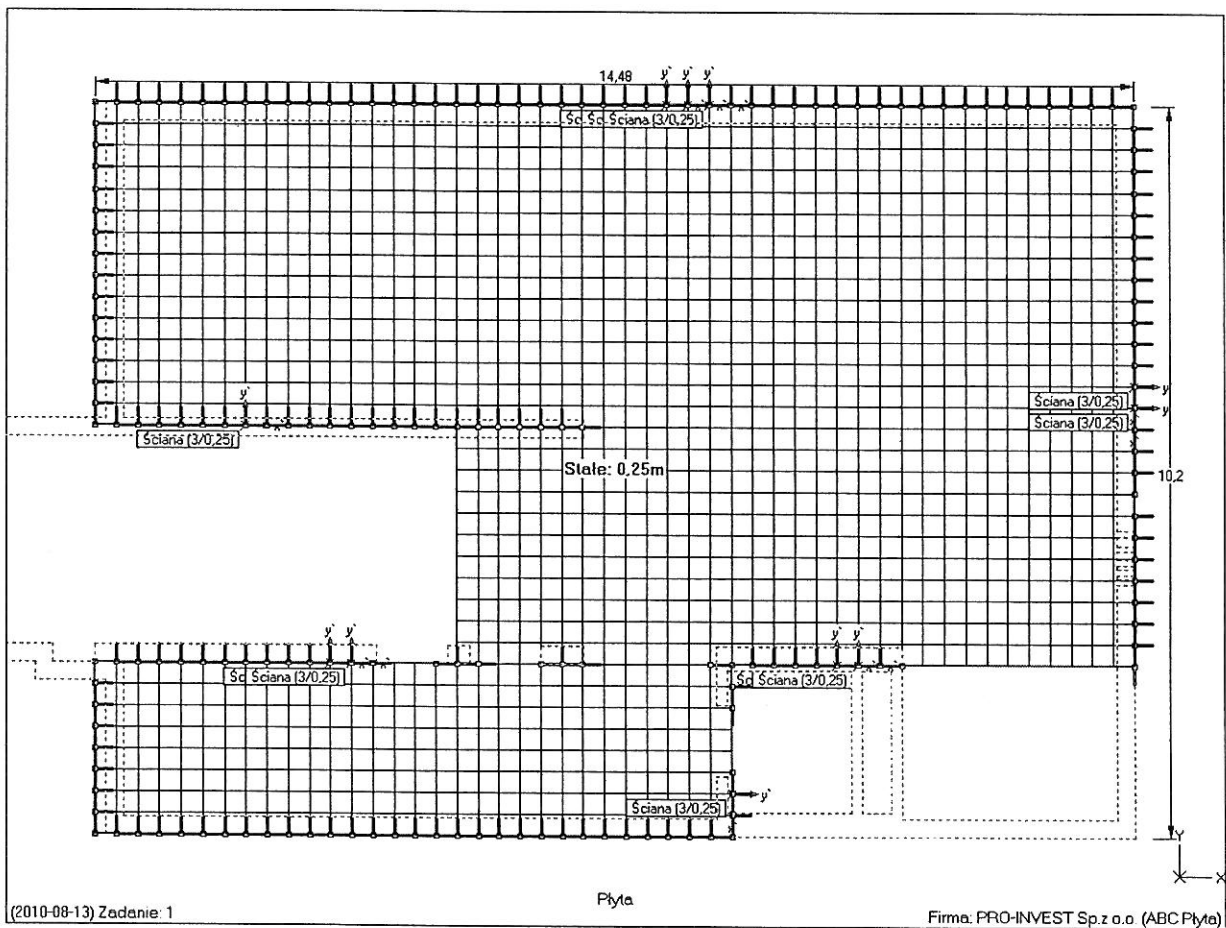 14,48
y` y` y`
Śc Śc Ściana (3/0,25)
y`
Ściana (3/0,25)
y
Ściana (3/0,25)
y
Ściana (3/0,25)
Stałe: 0,25m
10,2
y` y`
Śc Ściana (3/0,25)
y` y`
Śc Ściana (3/0,25)
y`
Ściana (3/0,25)
Y
X
Płyta
(2010-08-13) Zadanie: 1
Firma: PRO-INVEST Sp.z o.o. (ABC Płyta)